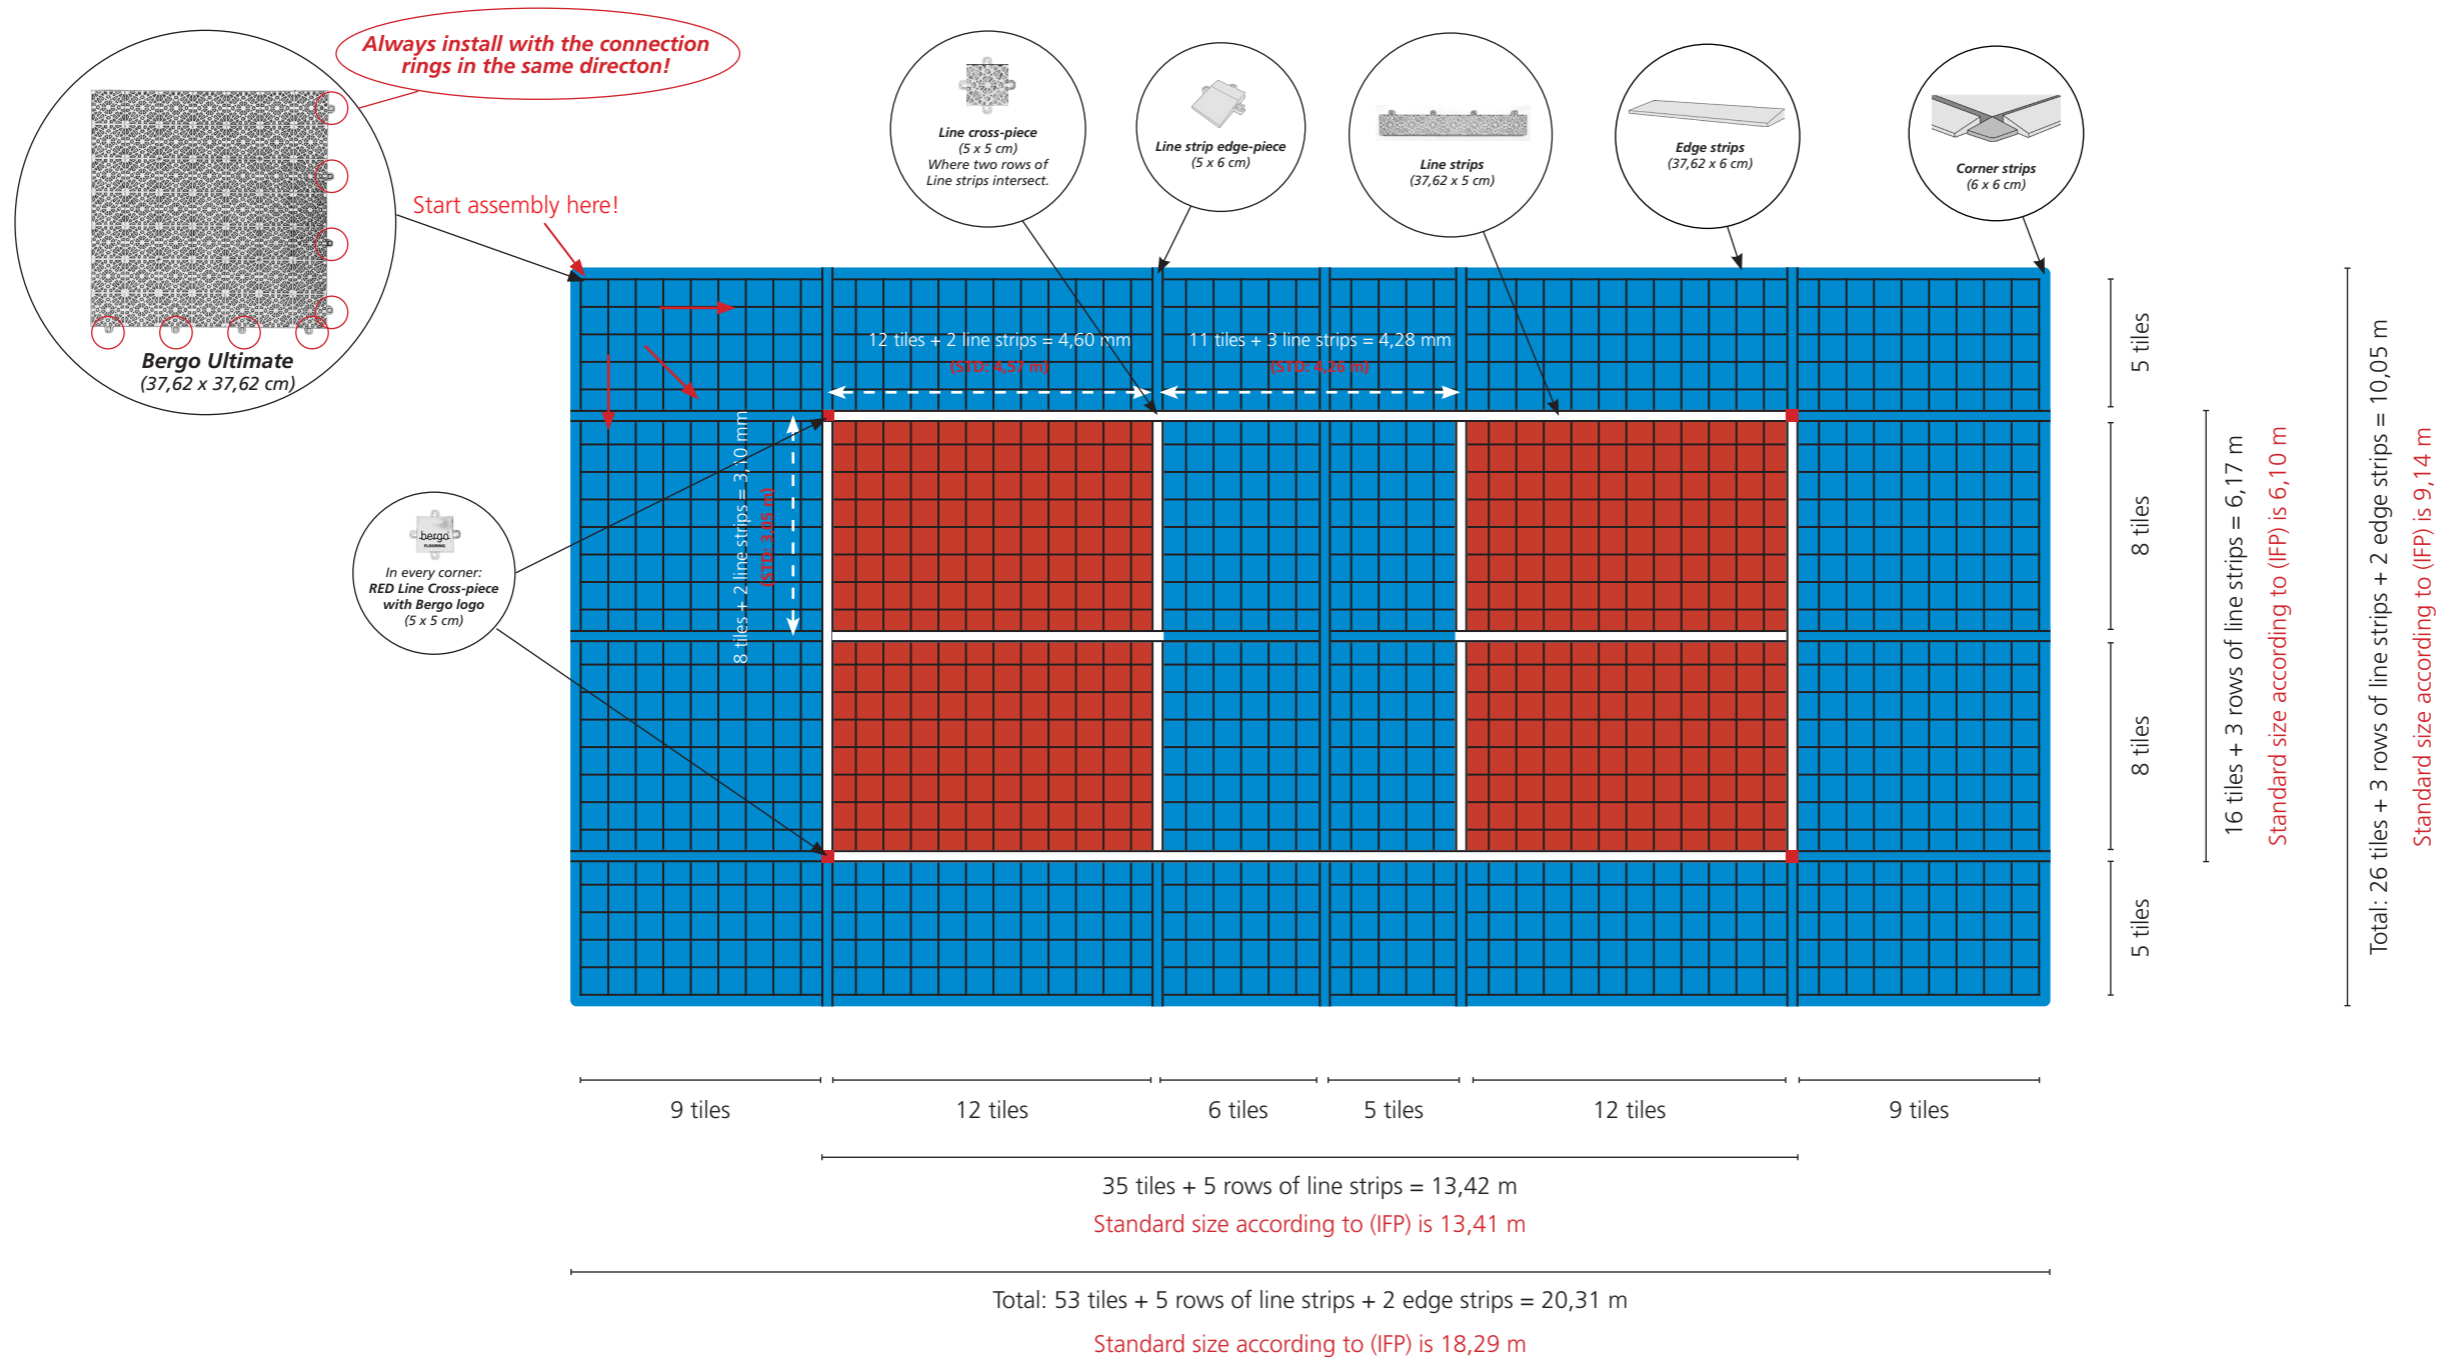 Always install with the connection
rings in the same directon!
Bergo Ultimate
(37,62 x 37,62 cm)
Start assembly here!
Line cross-piece
(5 x 5 cm)
Where two rows of
Line strips intersect.
Line strip edge-piece
(5 x 6 cm)
Line strips
(37,62 x 5 cm)
Edge strips
(37,62 x 6 cm)
Corner strips
(6 x 6 cm)
12 tiles + 2 line strips = 4,60 mm
(STD: 4,57 m)
11 tiles + 3 line strips = 4,28 mm
(STD: 4,26 m)
8 tiles + 2 line strips = 3,10 mm
(STD: 3,05 m)
bergo
FLOORING
In every corner:
RED Line Cross-piece
with Bergo logo
(5 x 5 cm)
5 tiles
8 tiles
8 tiles
5 tiles
16 tiles + 3 rows of line strips = 6,17 m
Standard size according to (IFP) is 6,10 m
Total: 26 tiles + 3 rows of line strips + 2 edge strips = 10,05 m
Standard size according to (IFP) is 9,14 m
9 tiles
12 tiles
6 tiles
5 tiles
12 tiles
9 tiles
35 tiles + 5 rows of line strips = 13,42 m
Standard size according to (IFP) is 13,41 m
Total: 53 tiles + 5 rows of line strips + 2 edge strips = 20,31 m
Standard size according to (IFP) is 18,29 m